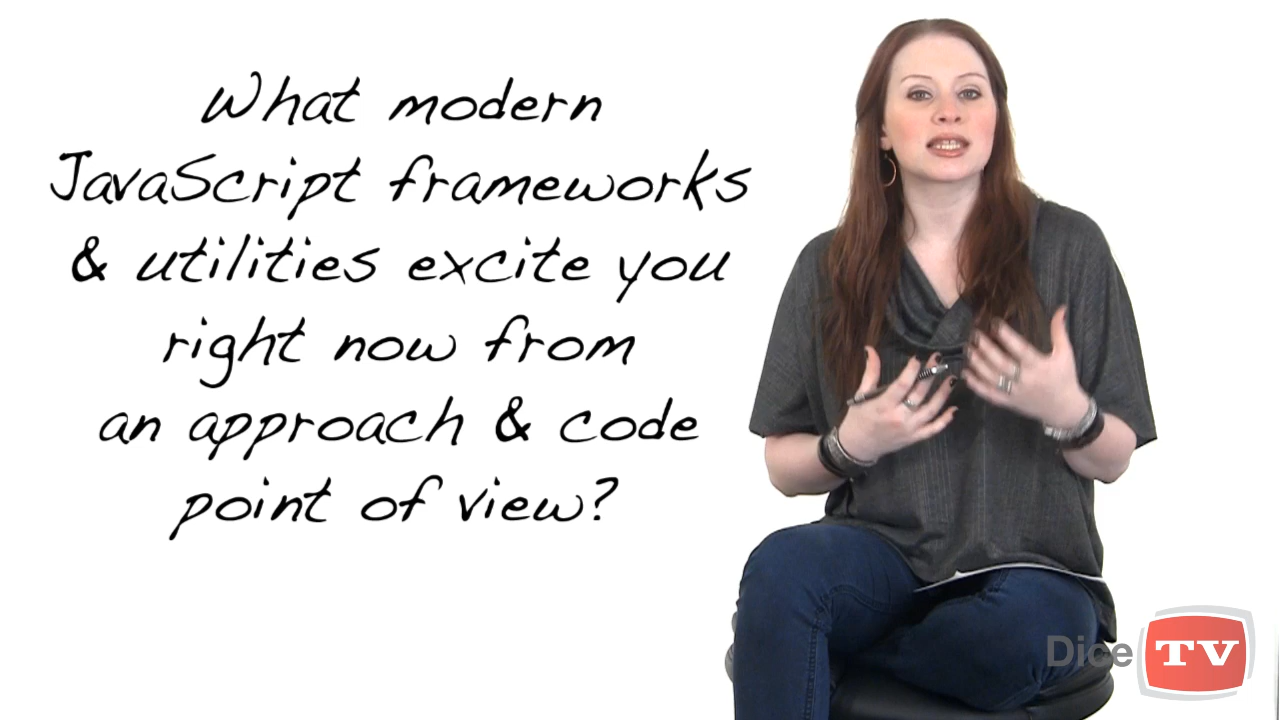 What modern
JavaScript frameworks
& utilities excite you
right now from
an approach & code
point of view?
Dice TV